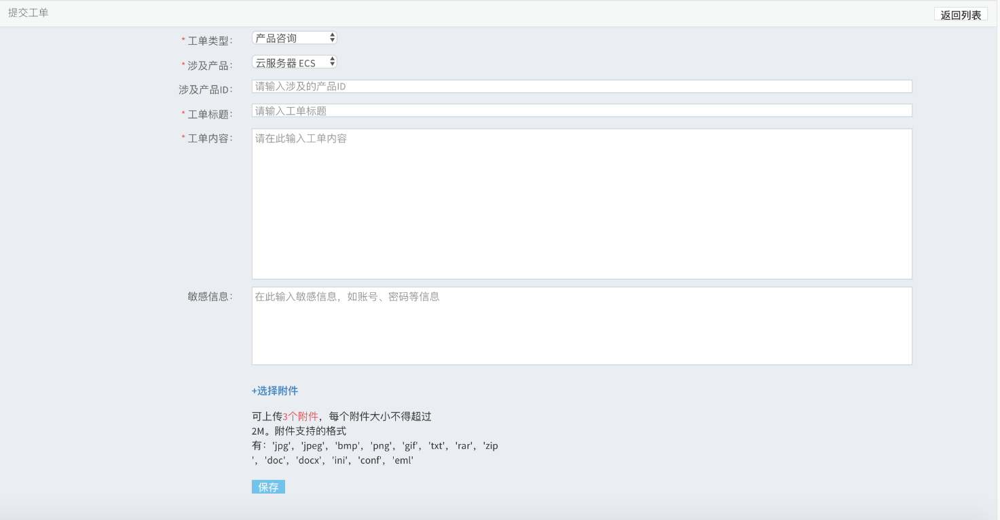 提交工单
返回列表
* 工单类型：
产品咨询
* 涉及产品：
云服务器 ECS
涉及产品ID：
请输入涉及的产品ID
* 工单标题：
请输入工单标题
* 工单内容：
请在此输入工单内容
敏感信息：
在此输入敏感信息，如账号、密码等信息
+选择附件
可上传3个附件，每个附件大小不得超过
2M。附件支持的格式
有：'jpg'，'jpeg'，'bmp'，'png'，'gif'，'txt'，'rar'，'zip
'，'doc'，'docx'，'ini'，'conf'，'eml'
保存